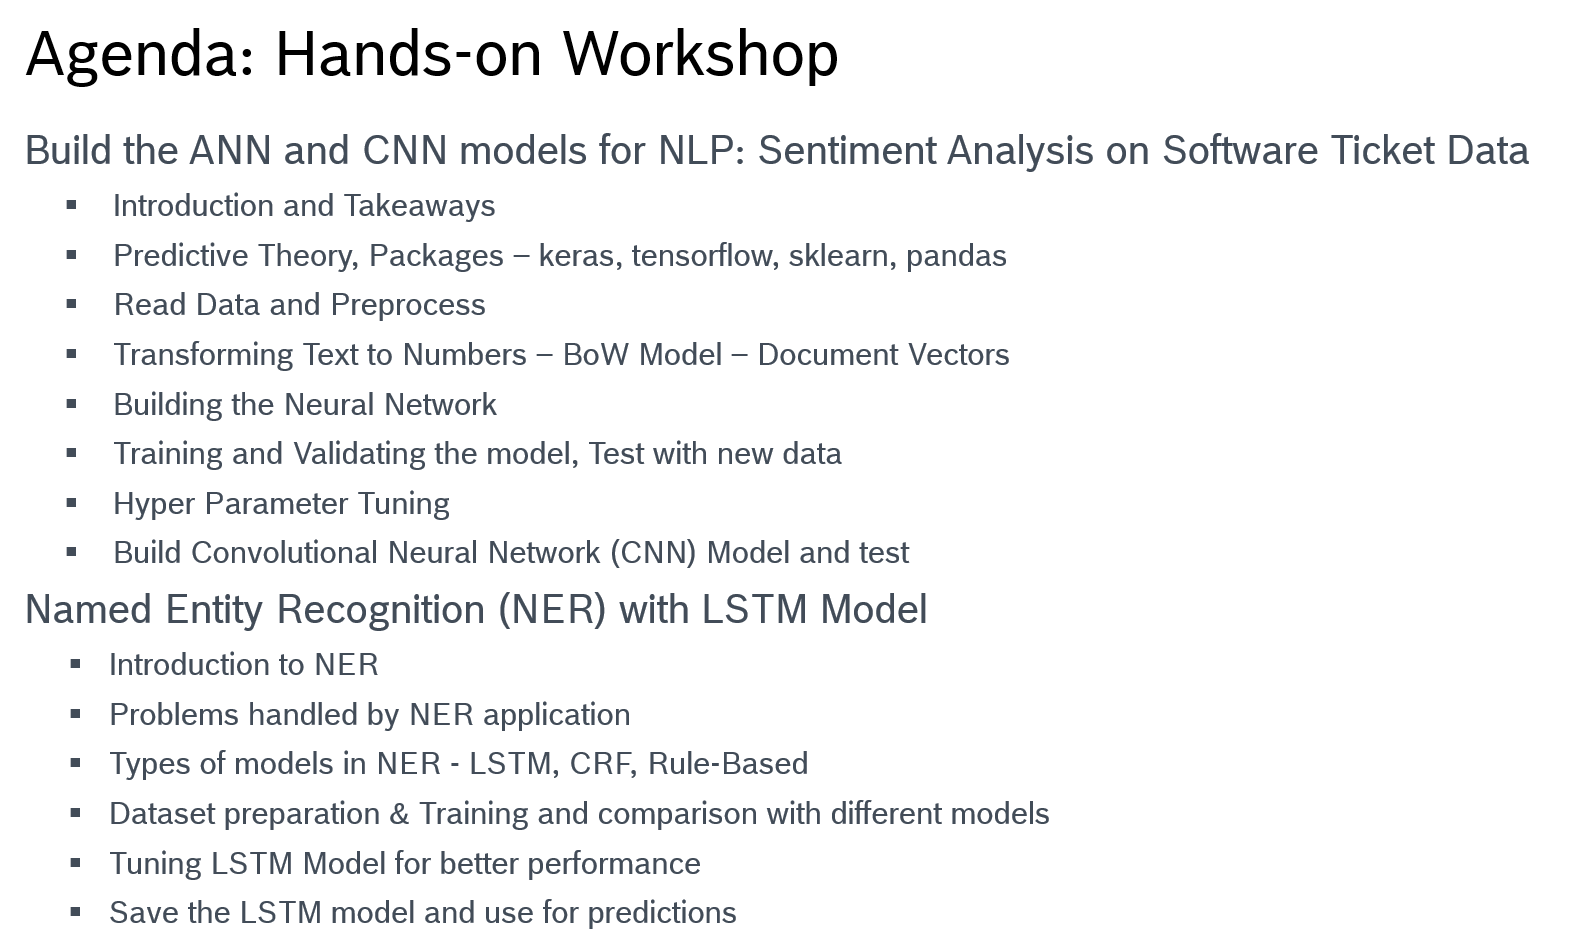 Agenda: Hands-on Workshop
Build the ANN and CNN models for NLP: Sentiment Analysis on Software Ticket Data
▪ Introduction and Takeaways
▪ Predictive Theory, Packages – keras, tensorflow, sklearn, pandas
▪ Read Data and Preprocess
▪ Transforming Text to Numbers – BoW Model – Document Vectors
▪ Building the Neural Network
▪ Training and Validating the model, Test with new data
▪ Hyper Parameter Tuning
▪ Build Convolutional Neural Network (CNN) Model and test
Named Entity Recognition (NER) with LSTM Model
▪ Introduction to NER
▪ Problems handled by NER application
▪ Types of models in NER - LSTM, CRF, Rule-Based
▪ Dataset preparation & Training and comparison with different models
▪ Tuning LSTM Model for better performance
▪ Save the LSTM model and use for predictions